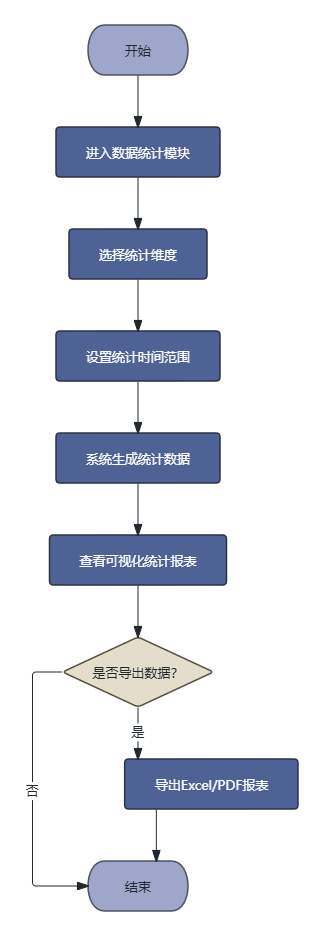 开始
进入数据统计模块
选择统计维度
设置统计时间范围
系统生成统计数据
查看可视化统计报表
是否导出数据?
是
导出Excel/PDF报表
否
结束